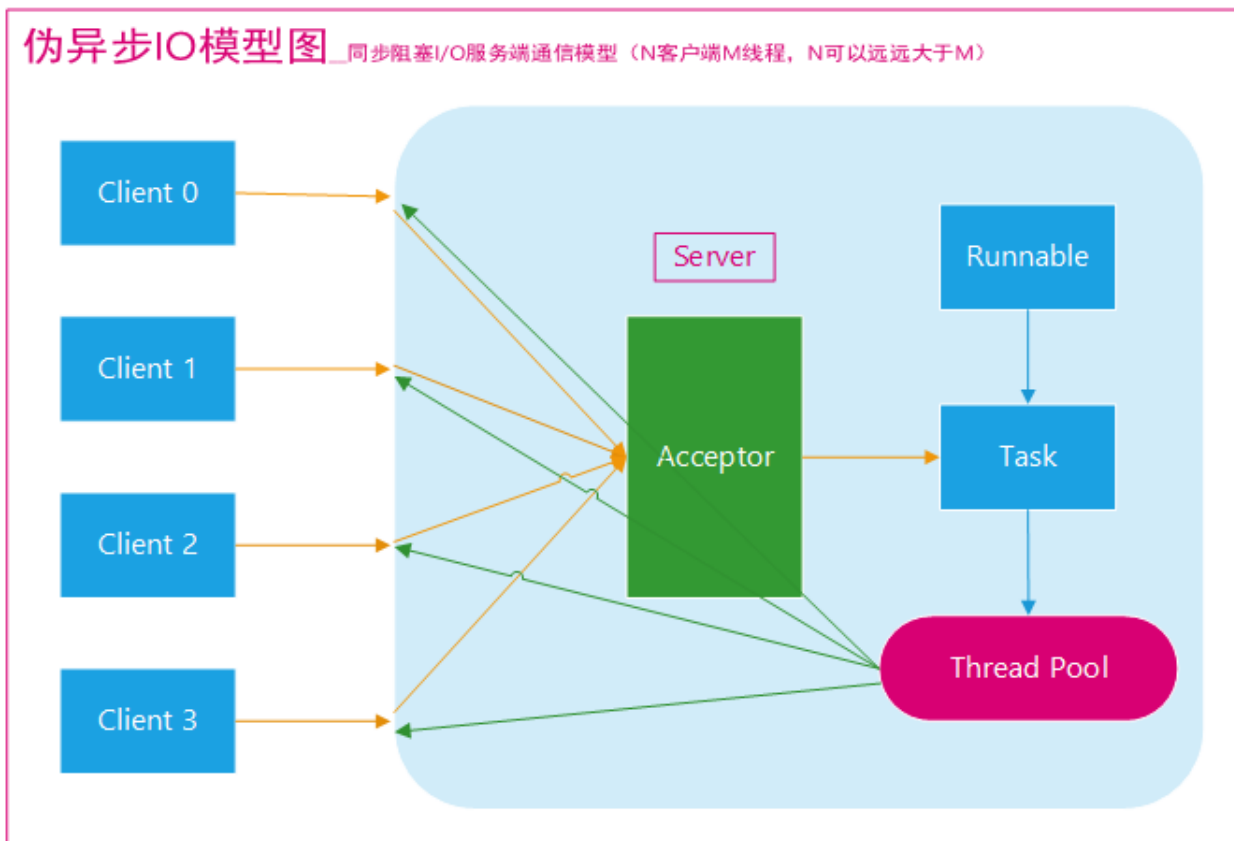 伪异步IO模型图_同步阻塞I/O服务端通信模型（N客户端M线程，N可以远远大于M）
Client 0
Client 1
Client 2
Client 3
Server
Acceptor
Runnable
Task
Thread Pool